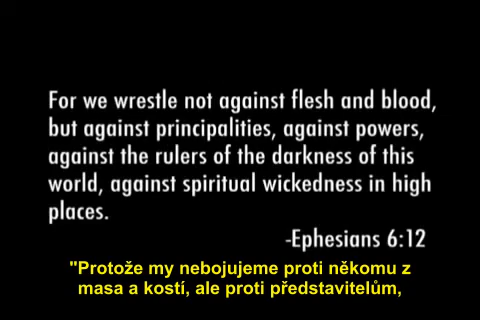 For we wrestle not against flesh and blood,
but against principalities, against powers,
against the rulers of the darkness of this
world, against spiritual wickedness in high
places.
-Ephesians 6:12
"Protože my nebojujeme proti někomu z
masa a kostí, ale proti představitelům,